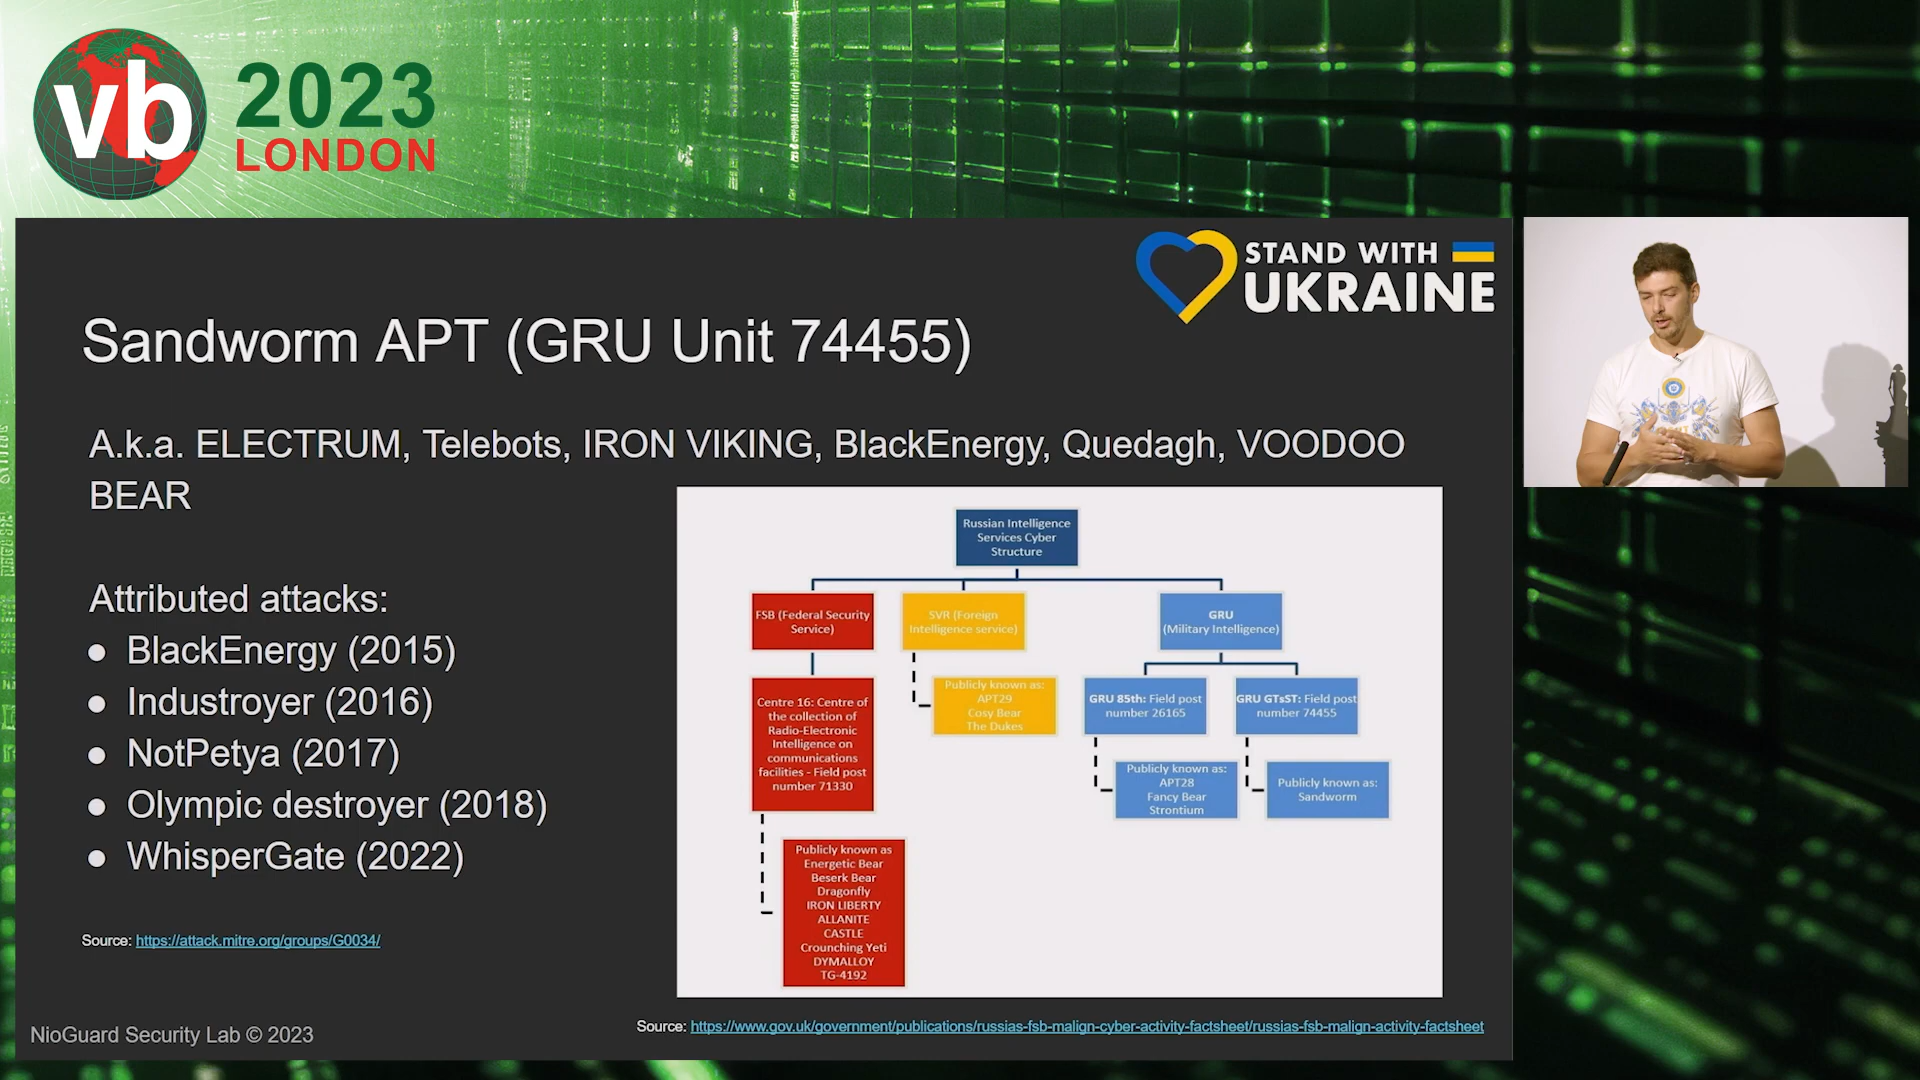 vb
2023
LONDON
STAND WITH
UKRAINE
Sandworm APT (GRU Unit 74455)
A.k.a. ELECTRUM, Telebots, IRON VIKING, BlackEnergy, Quedagh, VOODOO
BEAR
Attributed attacks:
● BlackEnergy (2015)
● Industroyer (2016)
● NotPetya (2017)
● Olympic destroyer (2018)
● WhisperGate (2022)
Source: https://attack.mitre.org/groups/G0034/
Russian Intelligence
Services Cyber
Structure
FSB (Federal Security
Service)
SVR (Foreign
Intelligence service)
GRU
(Military Intelligence)
Centre 16: Centre of
the collection of
Radio-Electronic
Intelligence on
communications
facilities - Field post
number 71330
Publicly known as:
APT29
Cosy Bear
The Dukes
GRU 85th: Field post
number 26165
GRU GTsST: Field post
number 74455
Publicly known as:
APT28
Fancy Bear
Strontium
Publicly known as:
Sandworm
Publicly known as
Energetic Bear
Beserk Bear
Dragonfly
IRON LIBERTY
ALLANITE
CASTLE
Crounching Yeti
DYMALLOY
TG-4192
NioGuard Security Lab © 2023
Source: https://www.gov.uk/government/publications/russias-fsb-malign-cyber-activity-factsheet/russias-fsb-malign-activity-factsheet